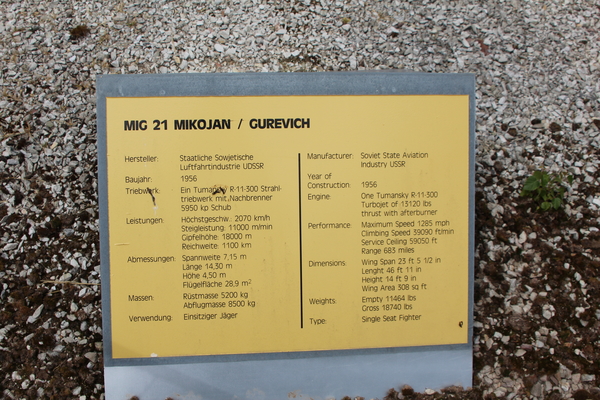 MIG 21 MIKOJAN / GUREVICH
Hersteller: Staatliche Sowjetische
Luftfahrtindustrie UDSSR
Baujahr: 1956
Triebwerk: Ein Tumansky R-11-300 Strahl-
triebwerk mit Nachbrenner
5950 kp Schub
Leistungen: Höchstgeschw.: 2070 km/h
Steigleistung: 11000 m/min
Gipfelhöhe: 18000 m
Reichweite: 1100 km
Abmessungen: Spannweite 7,15 m
Länge 14,30 m
Höhe 4,50 m
Flügelfläche 28,9 m²
Massen: Rüstmasse 5200 kg
Abflugmasse 8500 kg
Verwendung: Einsitziger Jäger
Manufacturer: Soviet State Aviation
Industry USSR
Year of
Construction: 1956
Engine: One Tumansky R-11-300
Turbojet of 13120 lbs
thrust with afterburner
Performance: Maximum Speed 1285 mph
Climbing Speed 39090 ft/min
Service Ceiling 59050 ft
Range 683 miles
Dimensions: Wing Span 23 ft 5 1/2 in
Lenght 46 ft 11 in
Height 14 ft 9 in
Wing Area 308 sq ft
Weights: Empty 11464 lbs
Gross 18740 lbs
Type: Single Seat Fighter